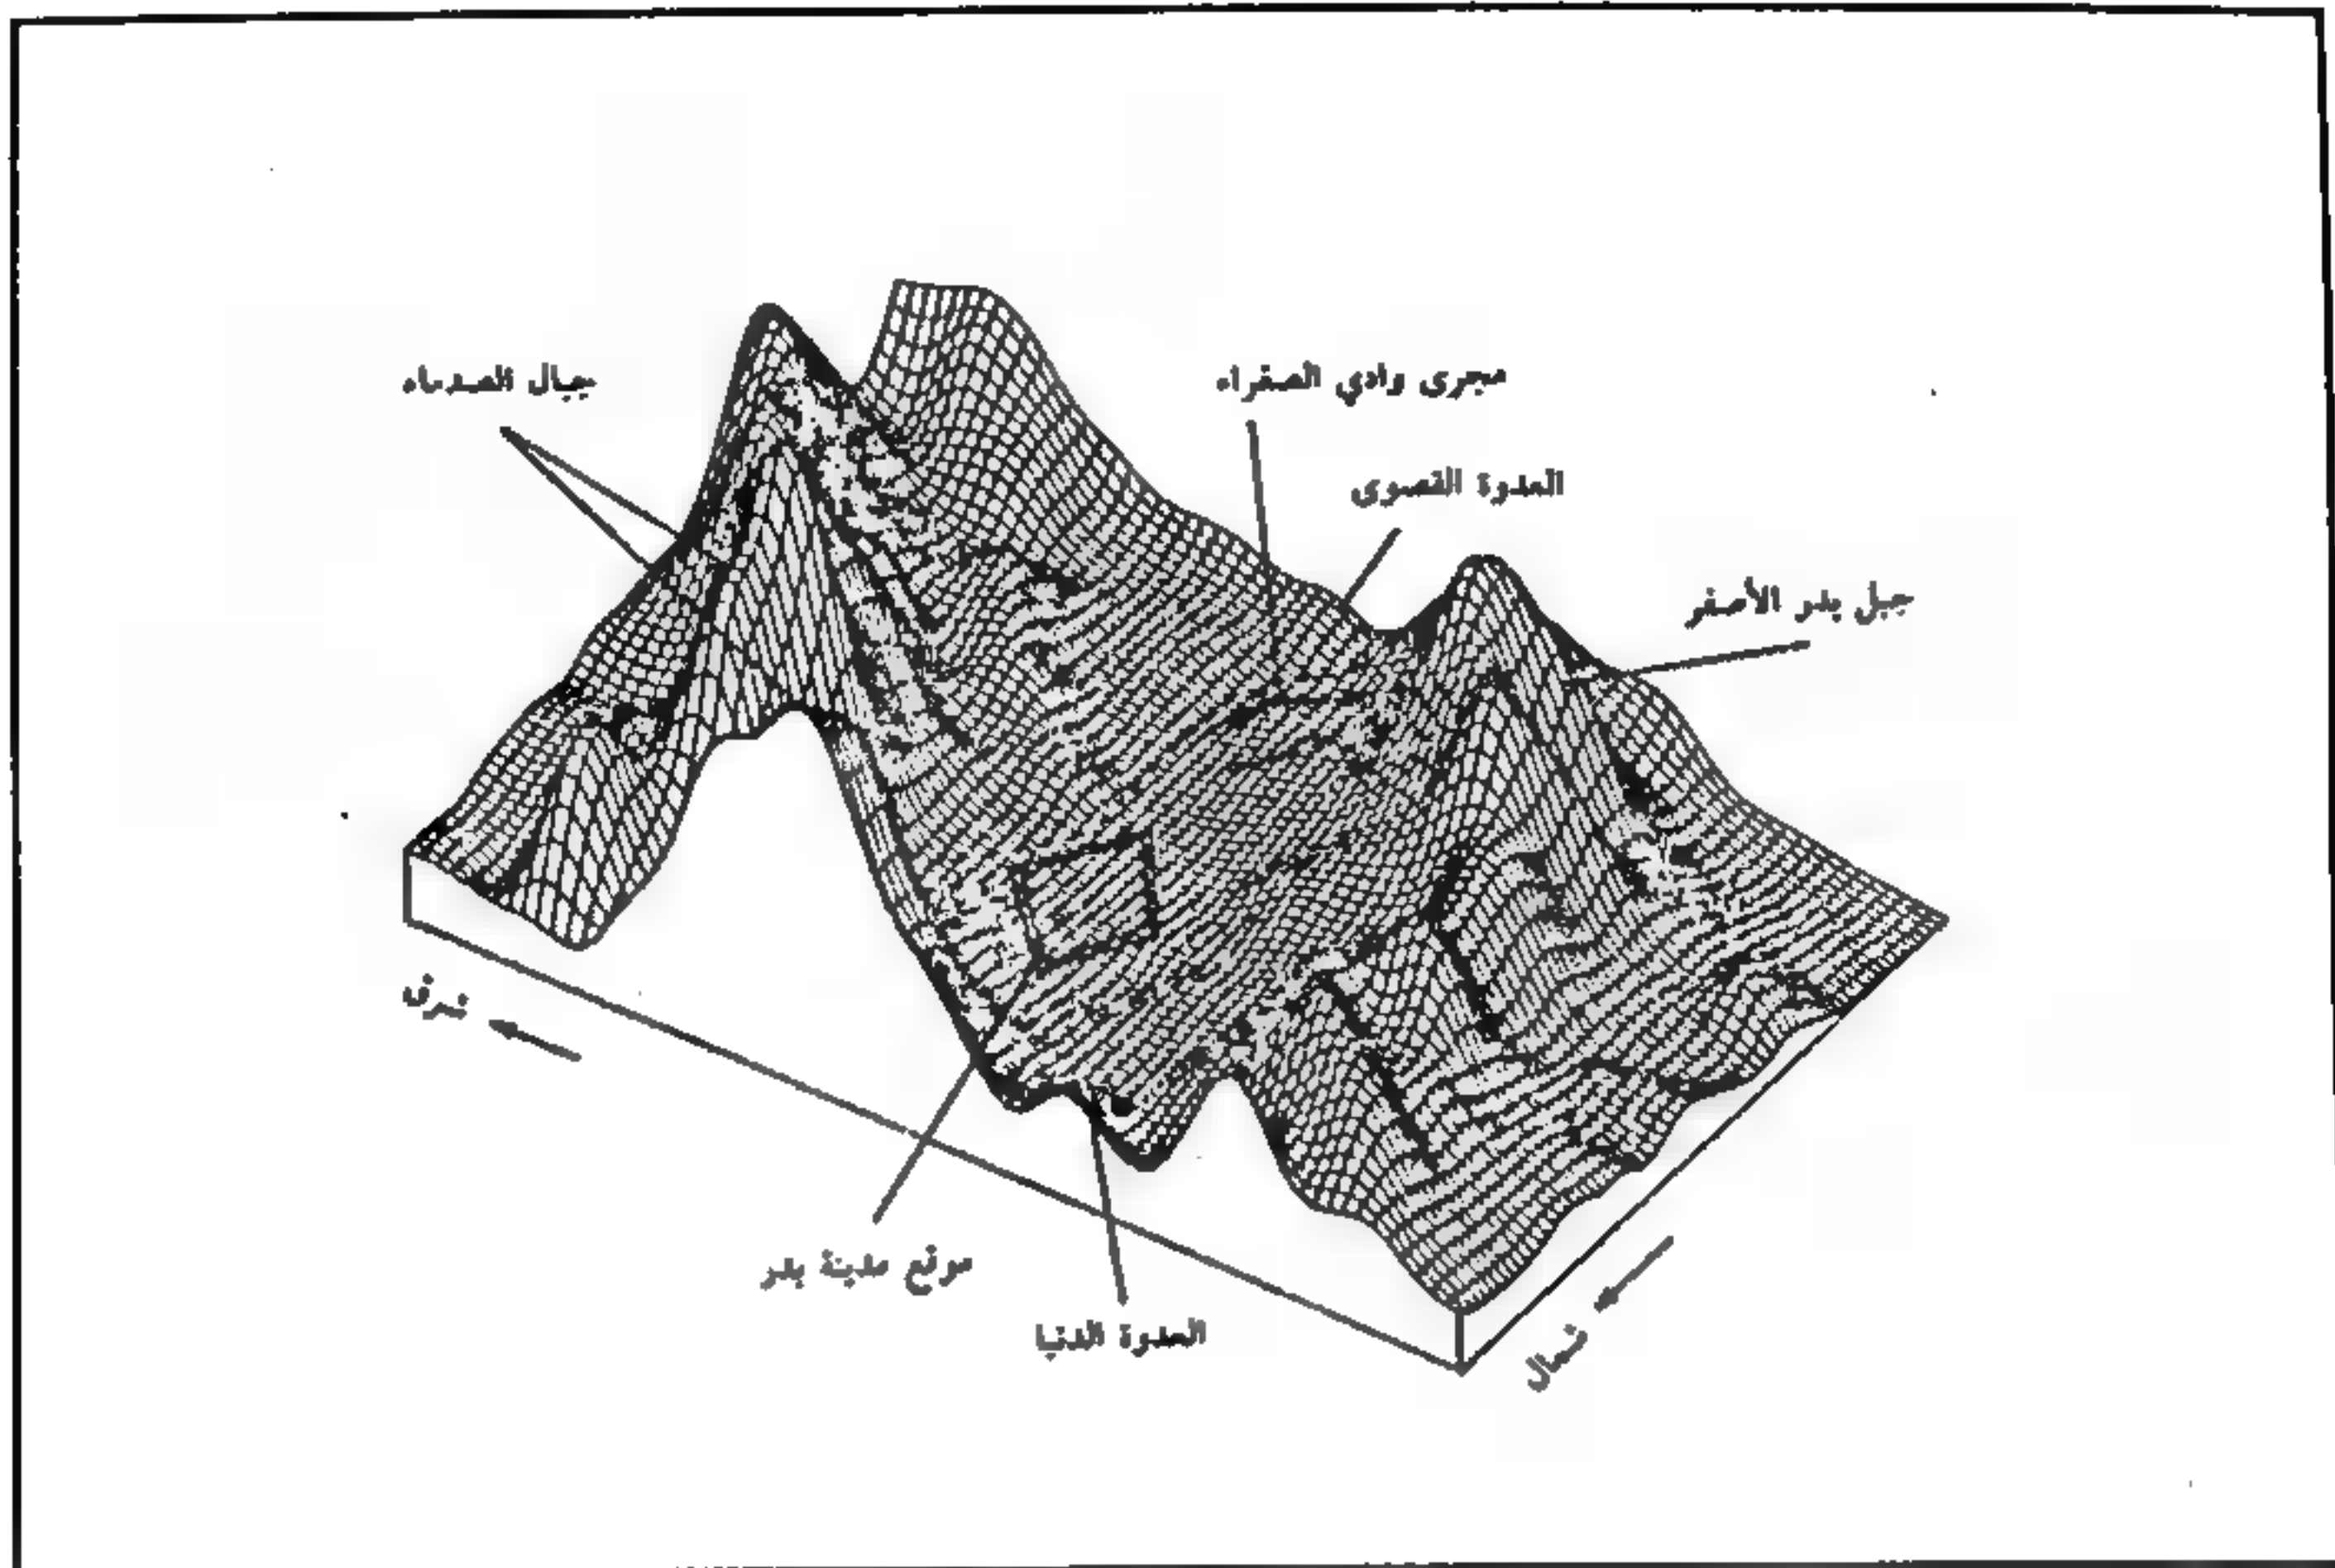 جبال الصدماء
مجرى وادي الصفراء
العدوة القصوى
جبل بدر الأصفر
شرق
موقع مدينة بدر
العدوة الدنيا
شمال